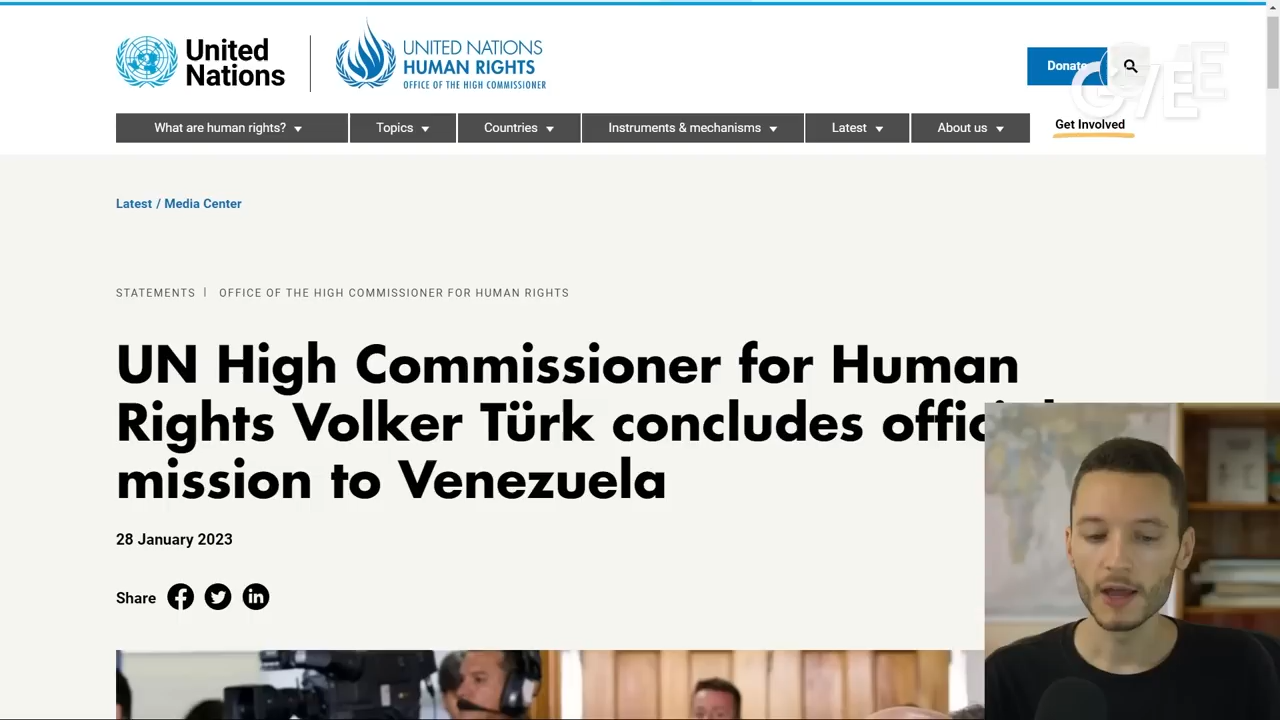 United
Nations
UNITED NATIONS
HUMAN RIGHTS
OFFICE OF THE HIGH COMMISSIONER
Donate
What are human rights?
Topics
Countries
Instruments & mechanisms
Latest
About us
Get Involved
Latest / Media Center
STATEMENTS | OFFICE OF THE HIGH COMMISSIONER FOR HUMAN RIGHTS
UN High Commissioner for Human
Rights Volker Türk concludes official
mission to Venezuela
28 January 2023
Share